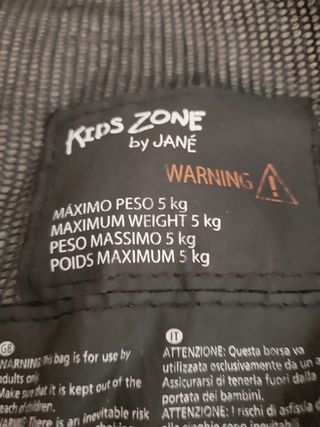 KIDS ZONE
by JANÉ
WARNING
MÁXIMO PESO 5 kg
MAXIMUM WEIGHT 5 kg
PESO MASSIMO 5 kg
POIDS MAXIMUM 5 kg
GB
WARNING This bag is for use by
adults only
Make sure that it is kept out of the
each of children.
There is an inevitable risk
IT
ATTENZIONE: Questa borsa va
utilizzata esclusivamente da un a
Assicurarsi di tenerla fuori dalla
portata dei bambini.
ATTENZIONE: I rischi di asfissia d